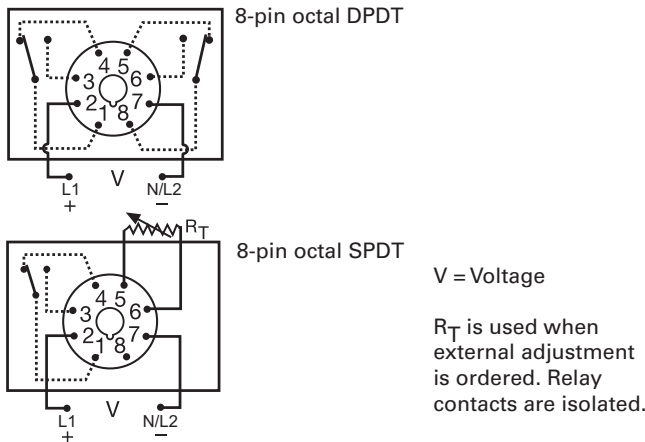 8-pin octal DPDT
4 5
3 6
2 7
1 8
L1 V N/L2
+ −
R_T
8-pin octal SPDT
4 5
3 6
2 7
1 8
L1 V N/L2
+ −
V = Voltage
R_T is used when
external adjustment
is ordered. Relay
contacts are isolated.